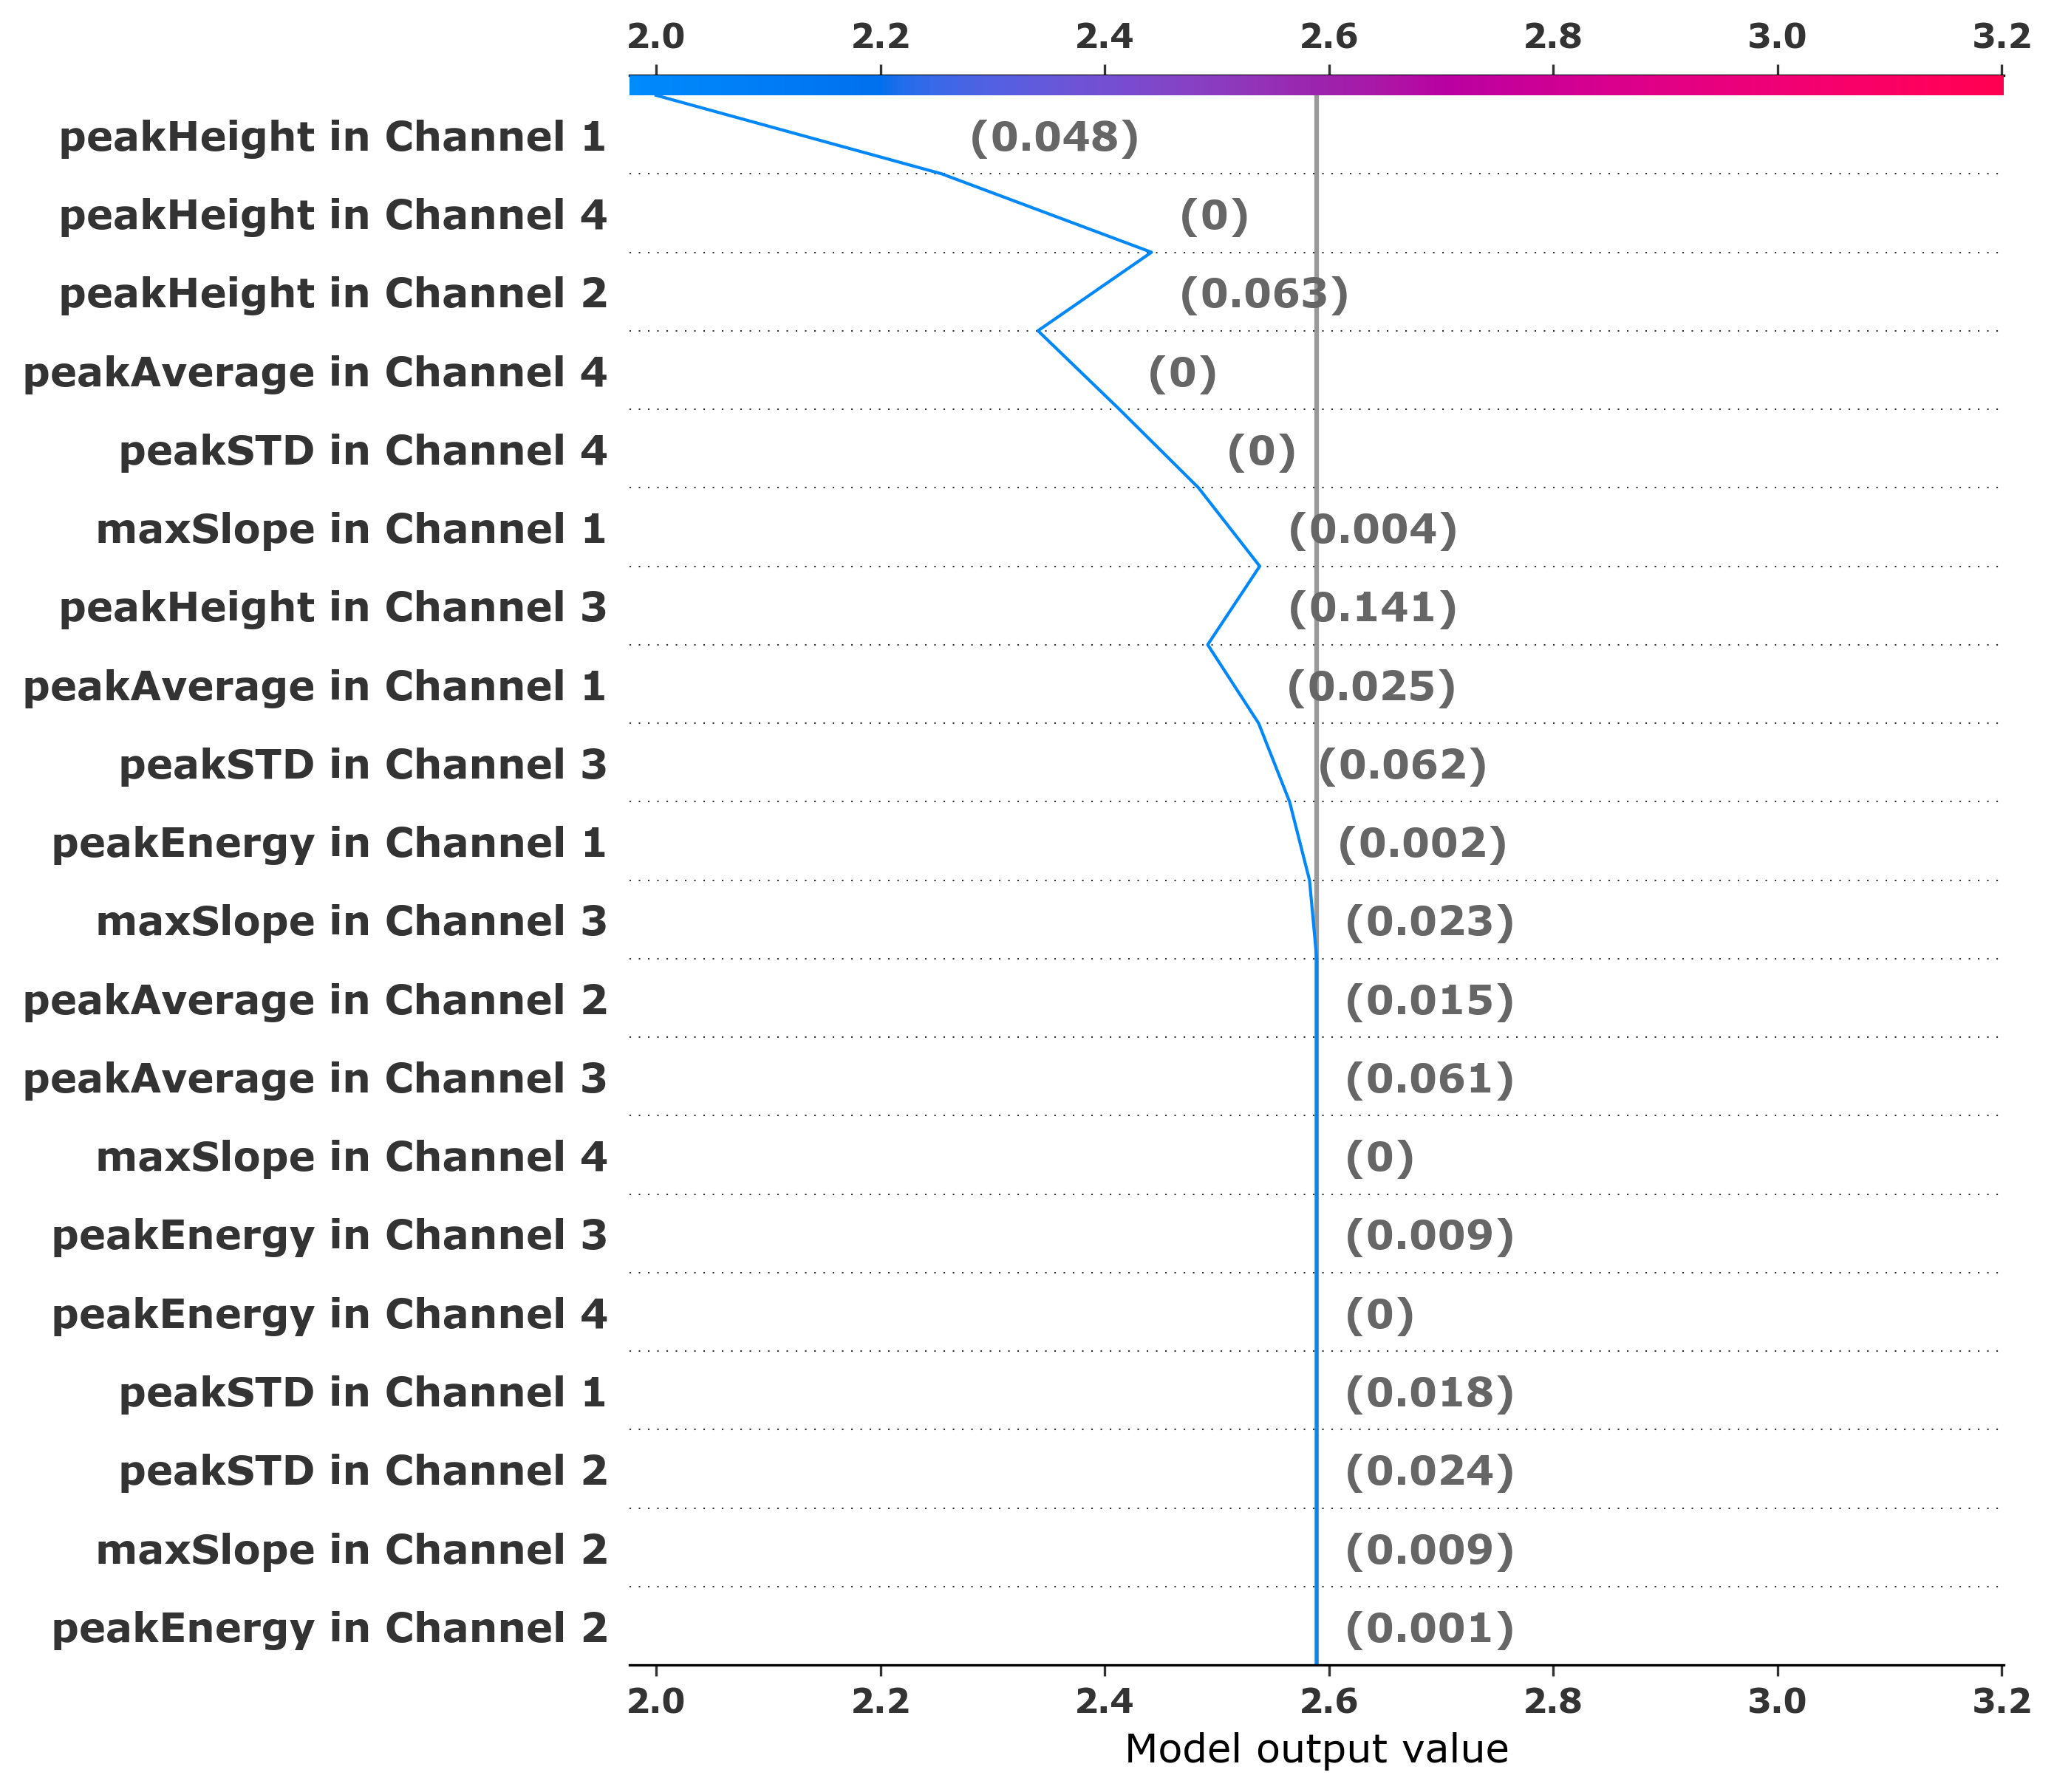 2.0 2.2 2.4 2.6 2.8 3.0 3.2
peakHeight in Channel 1 (0.048)
peakHeight in Channel 4 (0)
peakHeight in Channel 2 (0.063)
peakAverage in Channel 4 (0)
peakSTD in Channel 4 (0)
maxSlope in Channel 1 (0.004)
peakHeight in Channel 3 (0.141)
peakAverage in Channel 1 (0.025)
peakSTD in Channel 3 (0.062)
peakEnergy in Channel 1 (0.002)
maxSlope in Channel 3 (0.023)
peakAverage in Channel 2 (0.015)
peakAverage in Channel 3 (0.061)
maxSlope in Channel 4 (0)
peakEnergy in Channel 3 (0.009)
peakEnergy in Channel 4 (0)
peakSTD in Channel 1 (0.018)
peakSTD in Channel 2 (0.024)
maxSlope in Channel 2 (0.009)
peakEnergy in Channel 2 (0.001)
2.0 2.2 2.4 2.6 2.8 3.0 3.2
Model output value